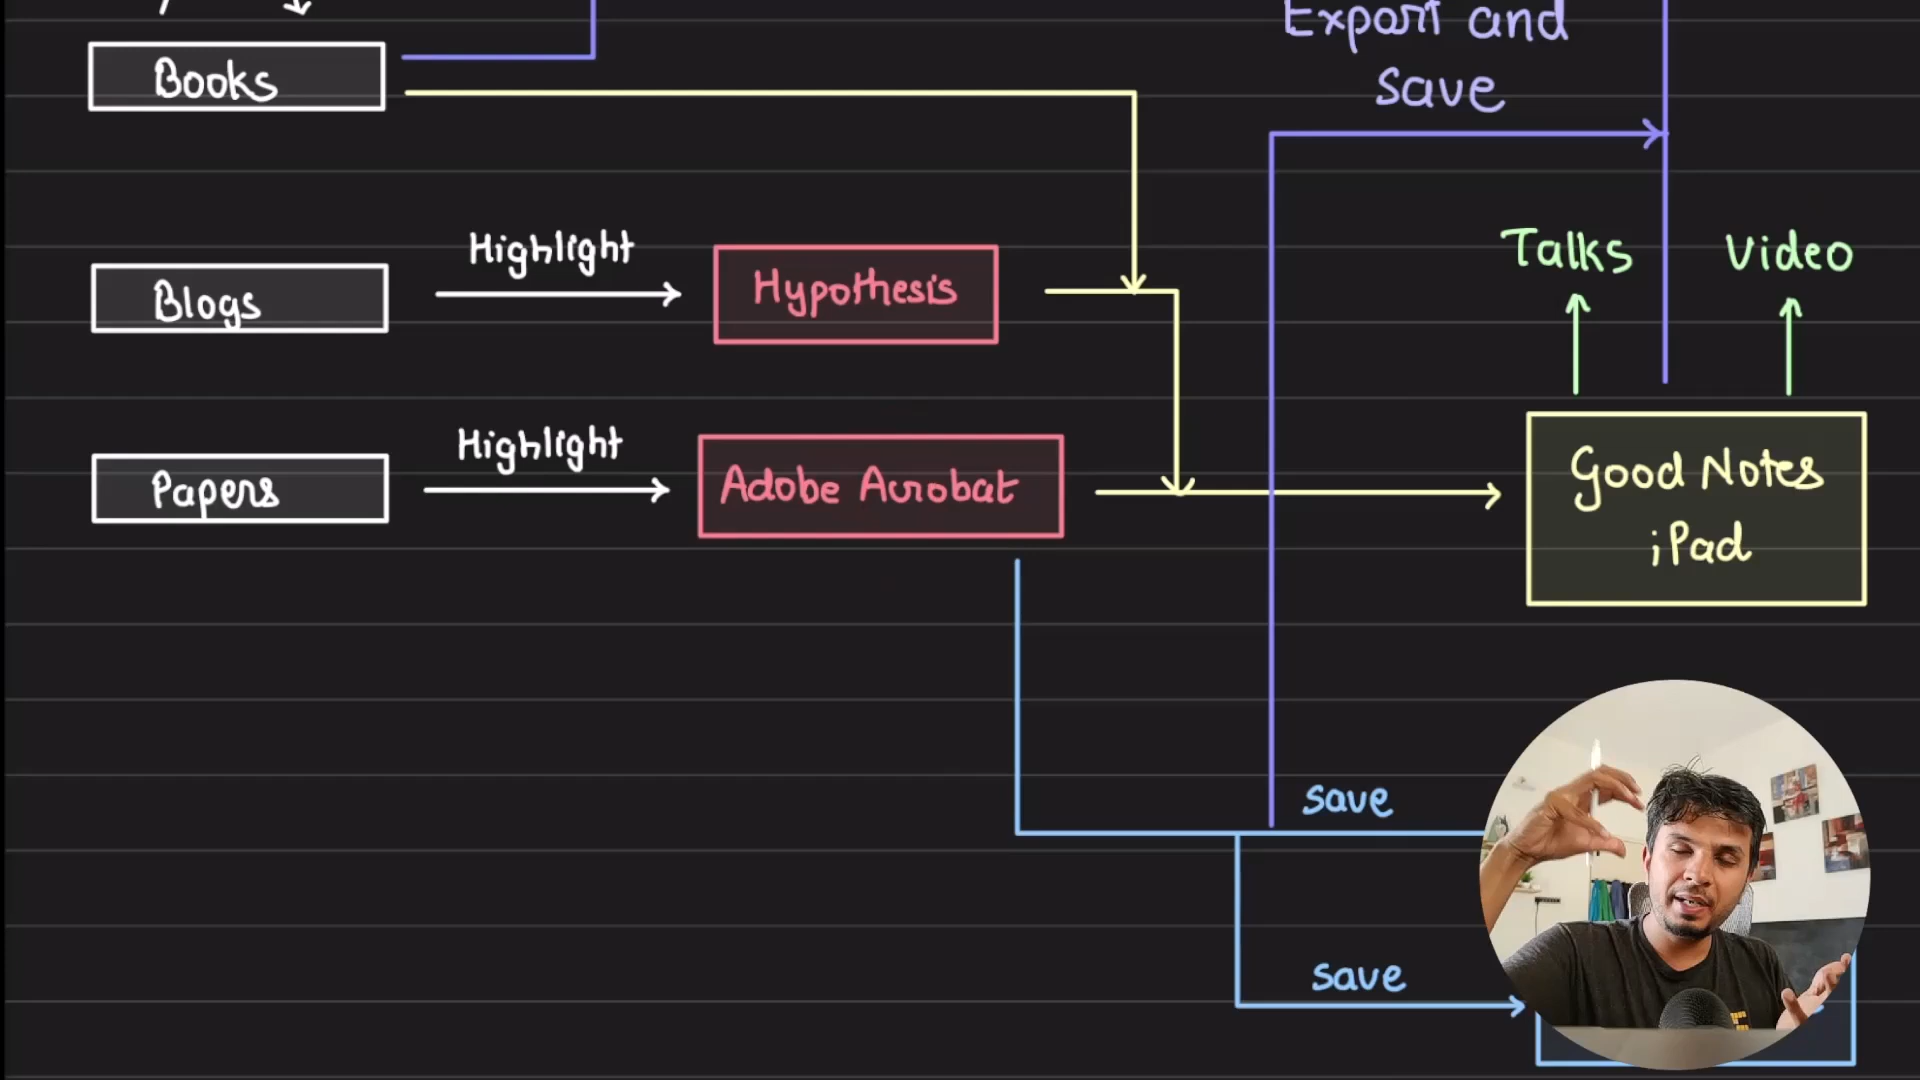 Export and
Save
Books
Highlight
Talks
Video
Blogs
Hypothesis
Highlight
Papers
Adobe Acrobat
Good Notes
iPad
save
save